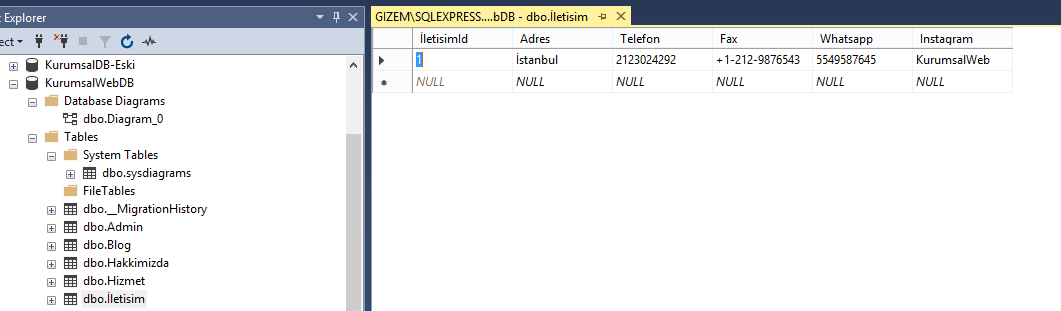 t Explorer
GIZEM\SQLEXPRESS....bDB - dbo.İletisim
ect
KurumsalDB-Eski
KurumsalWebDB
Database Diagrams
dbo.Diagram_0
Tables
System Tables
dbo.sysdiagrams
FileTables
dbo.__MigrationHistory
dbo.Admin
dbo.Blog
dbo.Hakkimizda
dbo.Hizmet
dbo.İletisim
İletisimId Adres Telefon Fax Whatsapp Instagram
1 İstanbul 2123024292 +1-212-9876543 5549587645 KurumsalWeb
NULL NULL NULL NULL NULL NULL